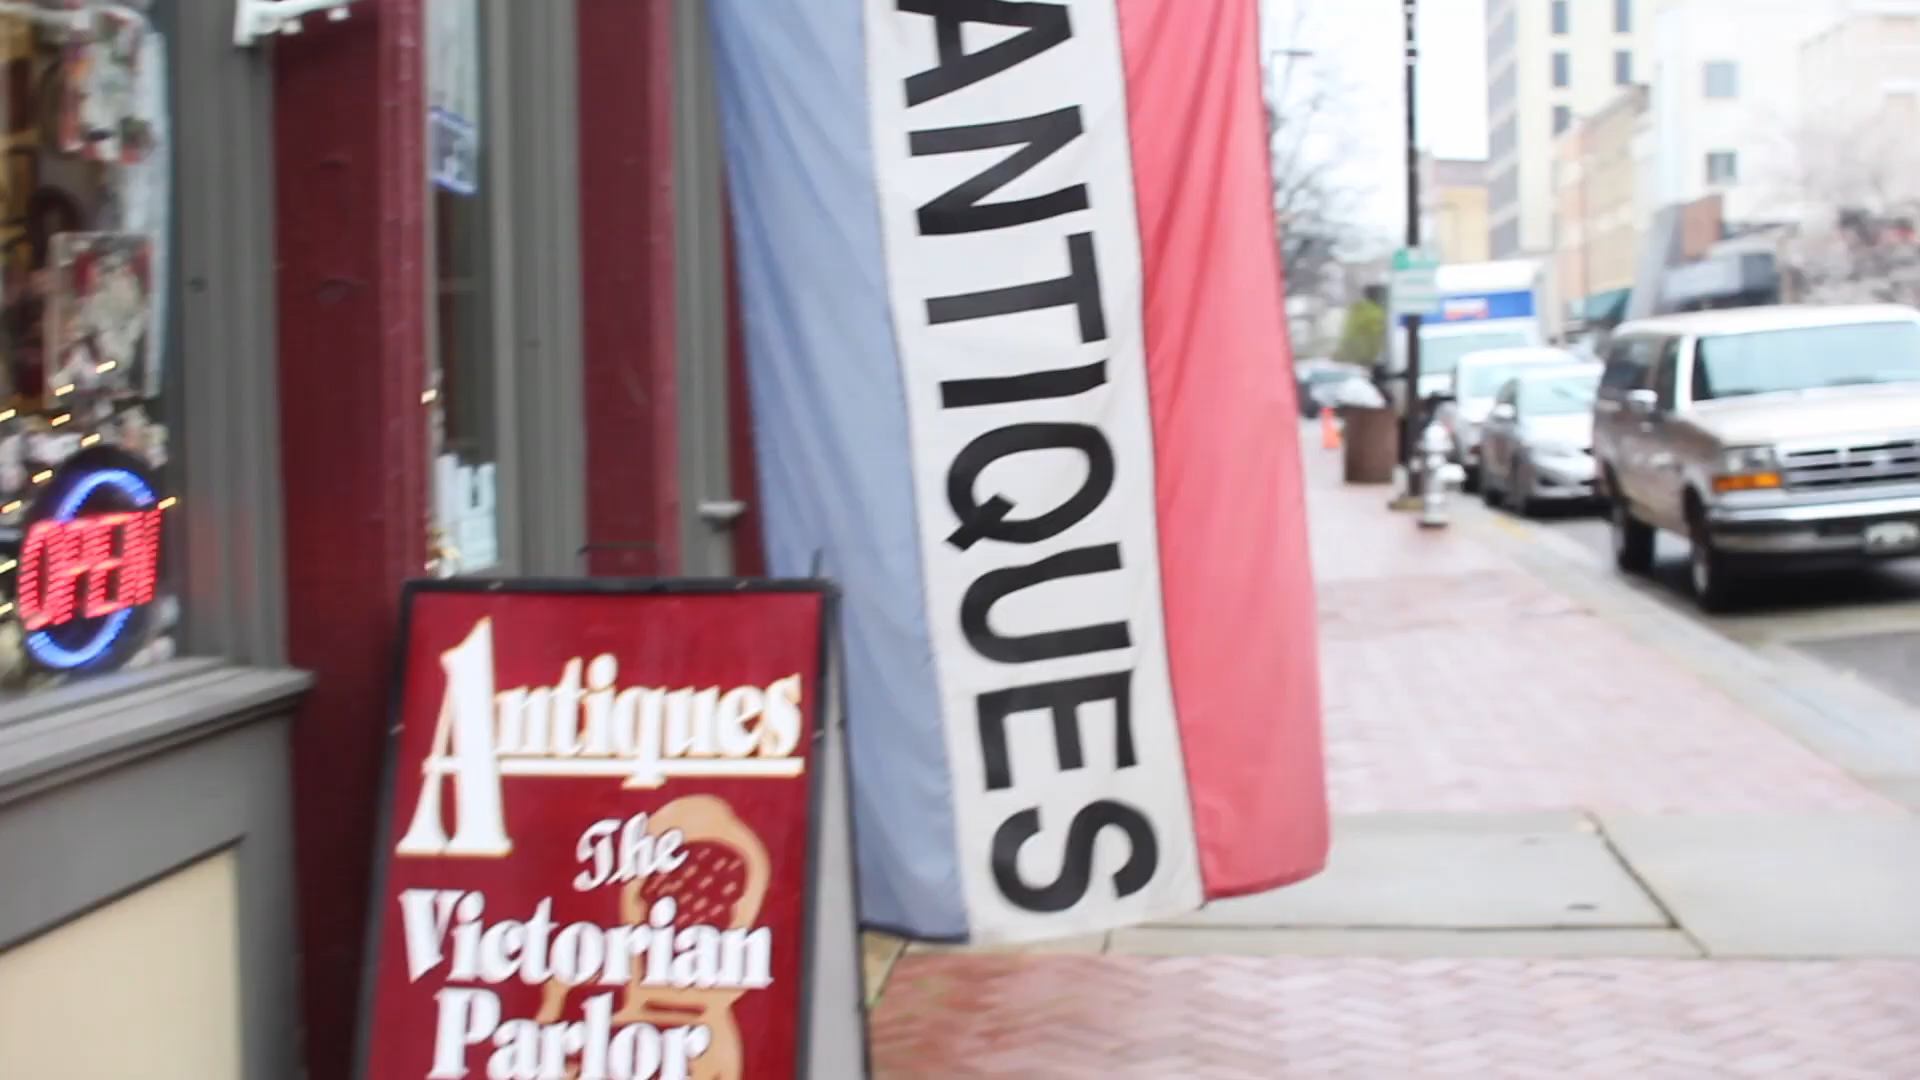 ANTIQUES
OPEN
Antiques
The
Victorian
Parlor